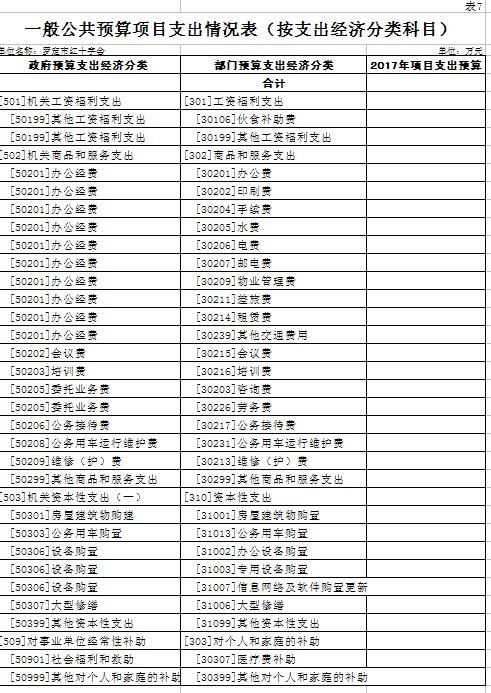 表7
一般公共预算项目支出情况表（按支出经济分类科目）
单位名称：罗定市红十字会 单位：万元
政府预算支出经济分类 部门预算支出经济分类 2017年项目支出预算
合计
[501]机关工资福利支出 [301]工资福利支出
[50199]其他工资福利支出 [30106]伙食补助费
[50199]其他工资福利支出 [30199]其他工资福利支出
[502]机关商品和服务支出 [302]商品和服务支出
[50201]办公经费 [30201]办公费
[50201]办公经费 [30202]印刷费
[50201]办公经费 [30204]手续费
[50201]办公经费 [30205]水费
[50201]办公经费 [30206]电费
[50201]办公经费 [30207]邮电费
[50201]办公经费 [30209]物业管理费
[50201]办公经费 [30211]差旅费
[50201]办公经费 [30214]租赁费
[50201]办公经费 [30239]其他交通费用
[50202]会议费 [30215]会议费
[50203]培训费 [30216]培训费
[50205]委托业务费 [30203]咨询费
[50205]委托业务费 [30226]劳务费
[50206]公务接待费 [30217]公务接待费
[50208]公务用车运行维护费 [30231]公务用车运行维护费
[50209]维修（护）费 [30213]维修（护）费
[50299]其他商品和服务支出 [30299]其他商品和服务支出
[503]机关资本性支出（一） [310]资本性支出
[50301]房屋建筑物购建 [31001]房屋建筑物购置
[50303]公务用车购置 [31013]公务用车购置
[50306]设备购置 [31002]办公设备购置
[50306]设备购置 [31003]专用设备购置
[50306]设备购置 [31007]信息网络及软件购置更新
[50307]大型修缮 [31006]大型修缮
[50399]其他资本性支出 [31099]其他资本性支出
[509]对事业单位经常性补助 [303]对个人和家庭的补助
[50901]社会福利和救助 [30307]医疗费补助
[50999]其他对个人和家庭的补助 [30399]其他对个人和家庭的补助